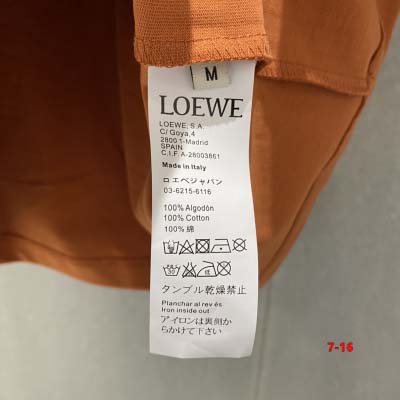 M
LOEWE
LOEWE, S.A.
C/ Goya,4
28001-Madrid
SPAIN
C.I.F.A-28003861
Made in Italy
ロエベジャパン
03-6215-6116
100% Algodón
100% Cotton
100% 綿
タンブル乾燥禁止
Planchar al revés
Iron inside out
アイロンは裏側か
らかけて下さい
7-16